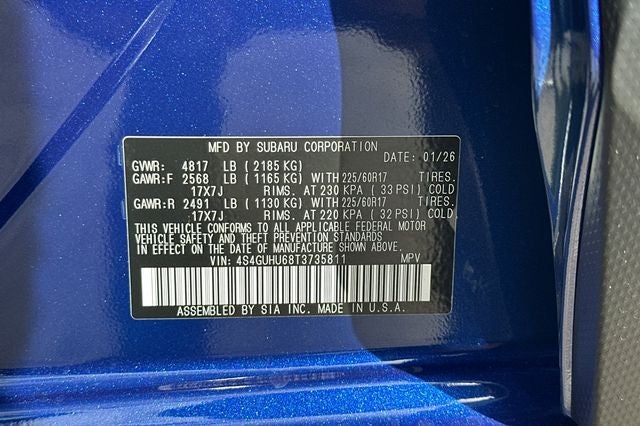 MFD BY SUBARU CORPORATION
DATE: 01/26
GVWR: 4817 LB (2185 KG)
GAWR:F 2568 LB (1165 KG) WITH 225/60R17 TIRES.
17X7J RIMS. AT 230 KPA (33 PSI) COLD
GAWR:R 2491 LB (1130 KG) WITH 225/60R17 TIRES.
17X7J RIMS. AT 220 KPA (32 PSI) COLD
THIS VEHICLE CONFORMS TO ALL APPLICABLE FEDERAL MOTOR
VEHICLE SAFETY AND THEFT PREVENTION STANDARDS
IN EFFECT ON THE DATE OF MANUFACTURE SHOWN ABOVE.
VIN: 4S4GUHU68T3735811 MPV
ASSEMBLED BY SIA INC. MADE IN U.S.A.